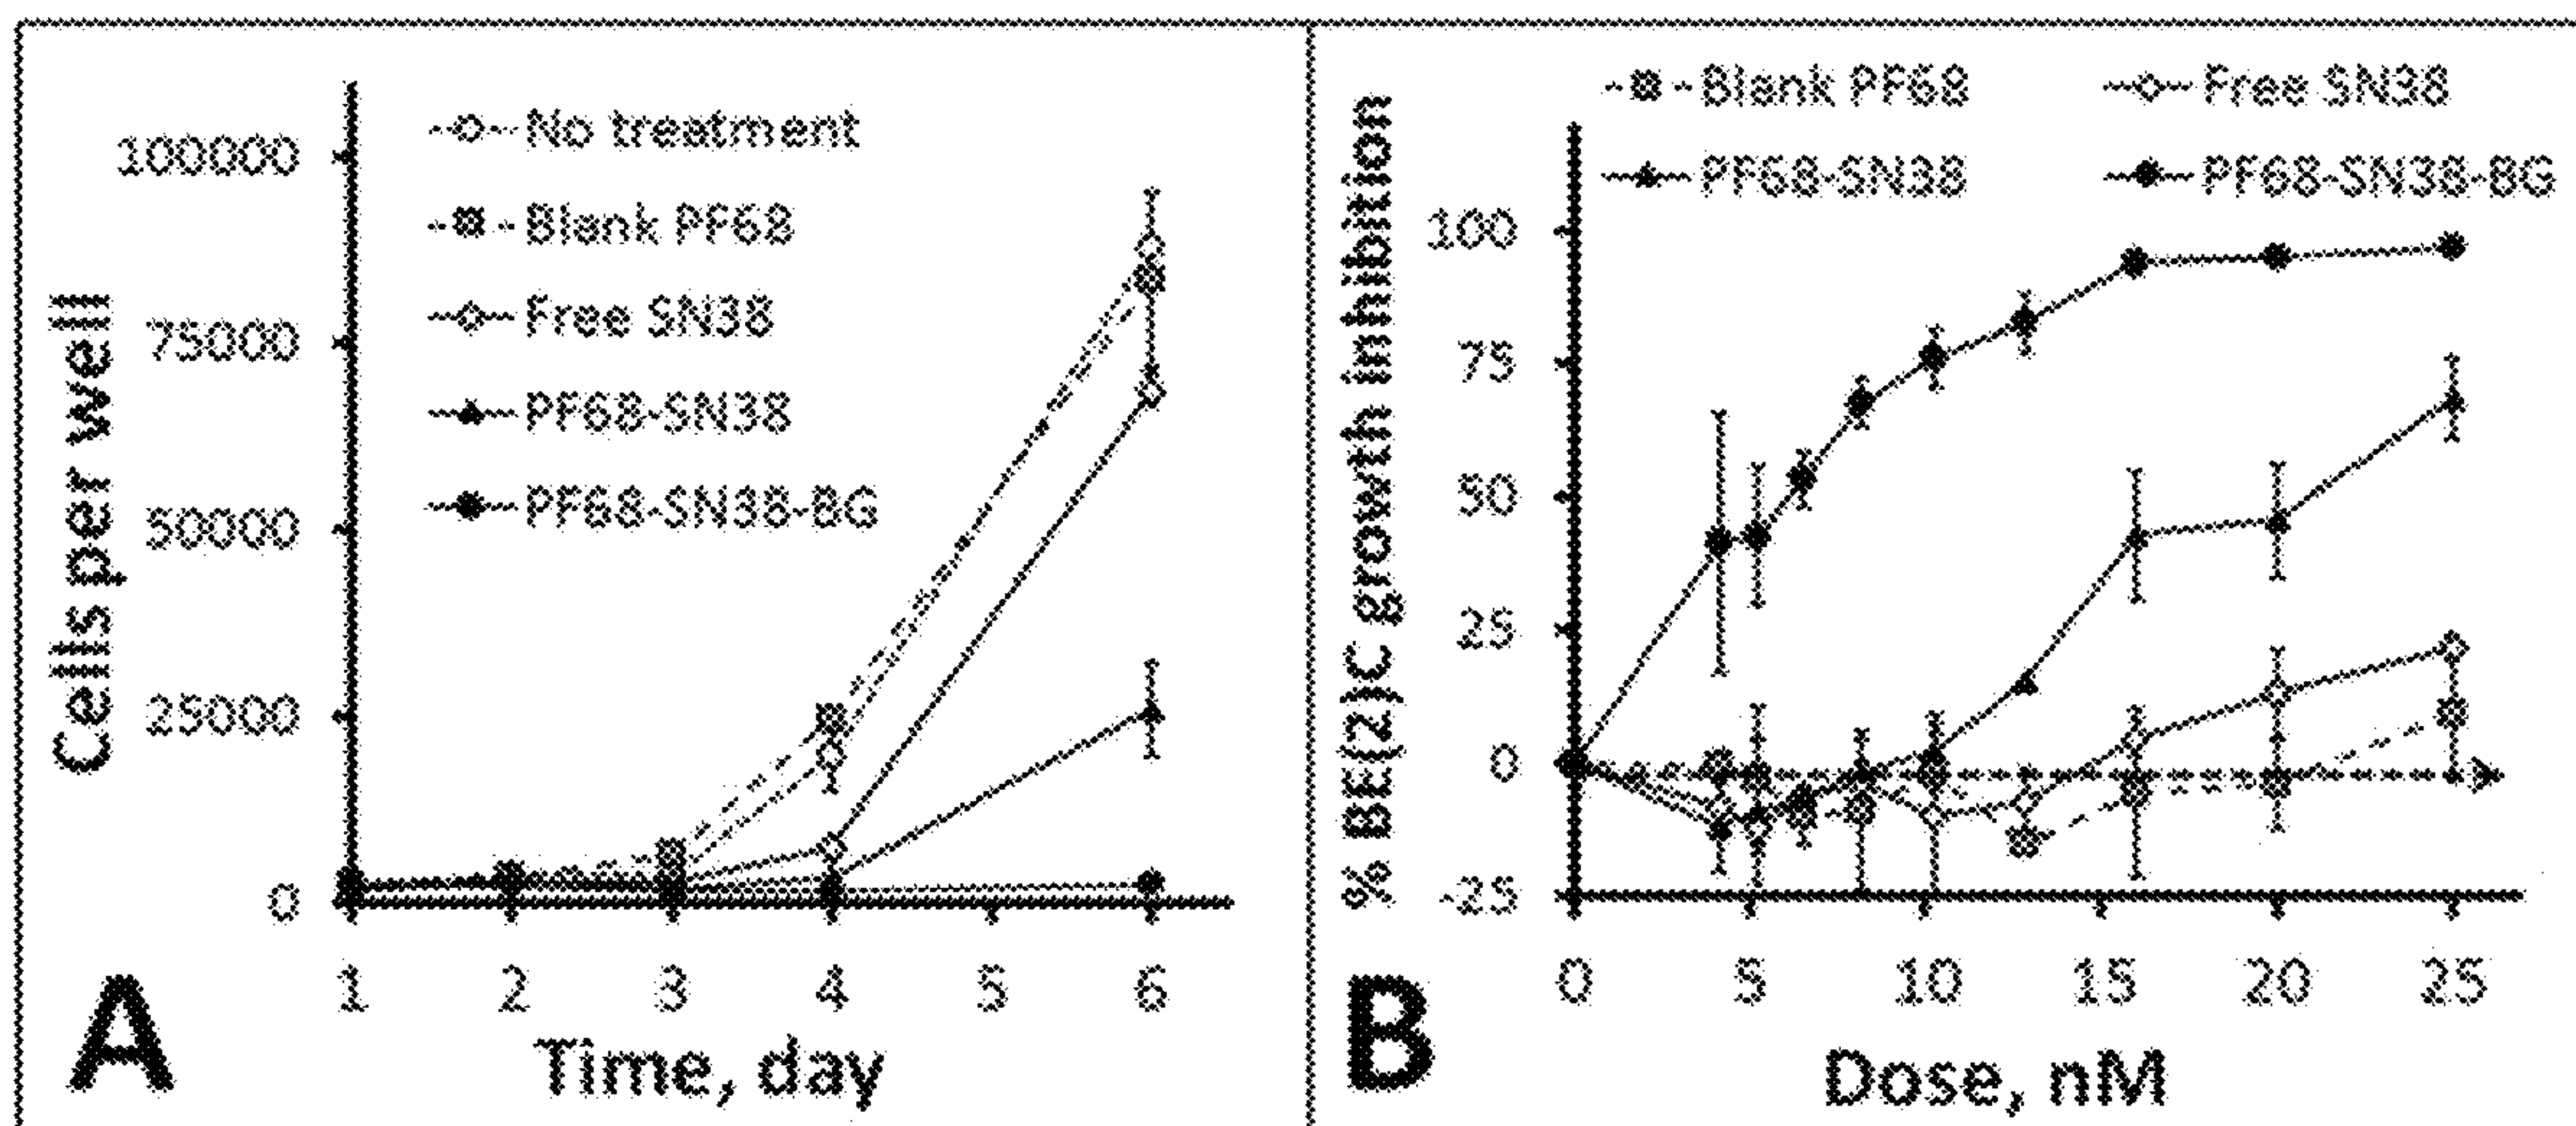 No treatment
Blank PF68
Free SN38
PF68-SN38
PF68-SN38-BG
Cells per well
100000
75000
50000
25000
0
1 2 3 4 5 6
Time, day
A
Blank PF68 Free SN38
PF68-SN38 PF68-SN38-BG
% BE(2)C growth inhibition
100
75
50
25
0
-25
0 5 10 15 20 25
Dose, nM
B